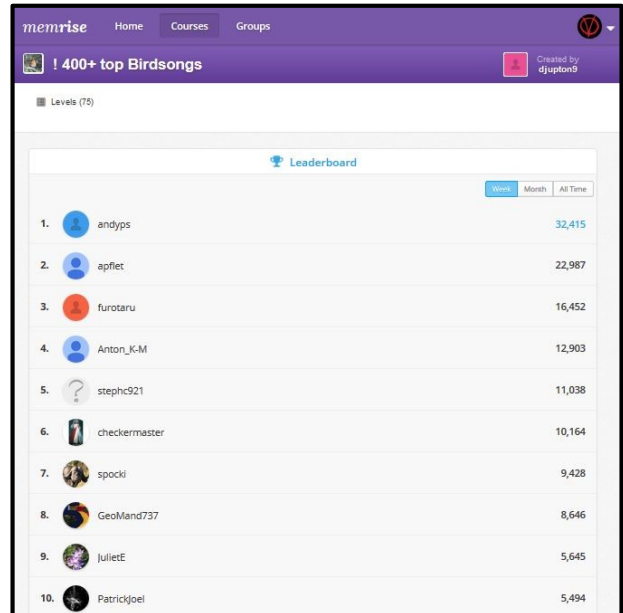 memrise Home Courses Groups
! 400+ top Birdsongs
Created by
djupton9
Levels (75)
Leaderboard
Week Month All Time
1. andyps 32,415
2. apflet 22,987
3. furotaru 16,452
4. Anton_K-M 12,903
5. stephc921 11,038
6. checkermaster 10,164
7. spocki 9,428
8. GeoMand737 8,646
9. JulietE 5,645
10. PatrickJoel 5,494